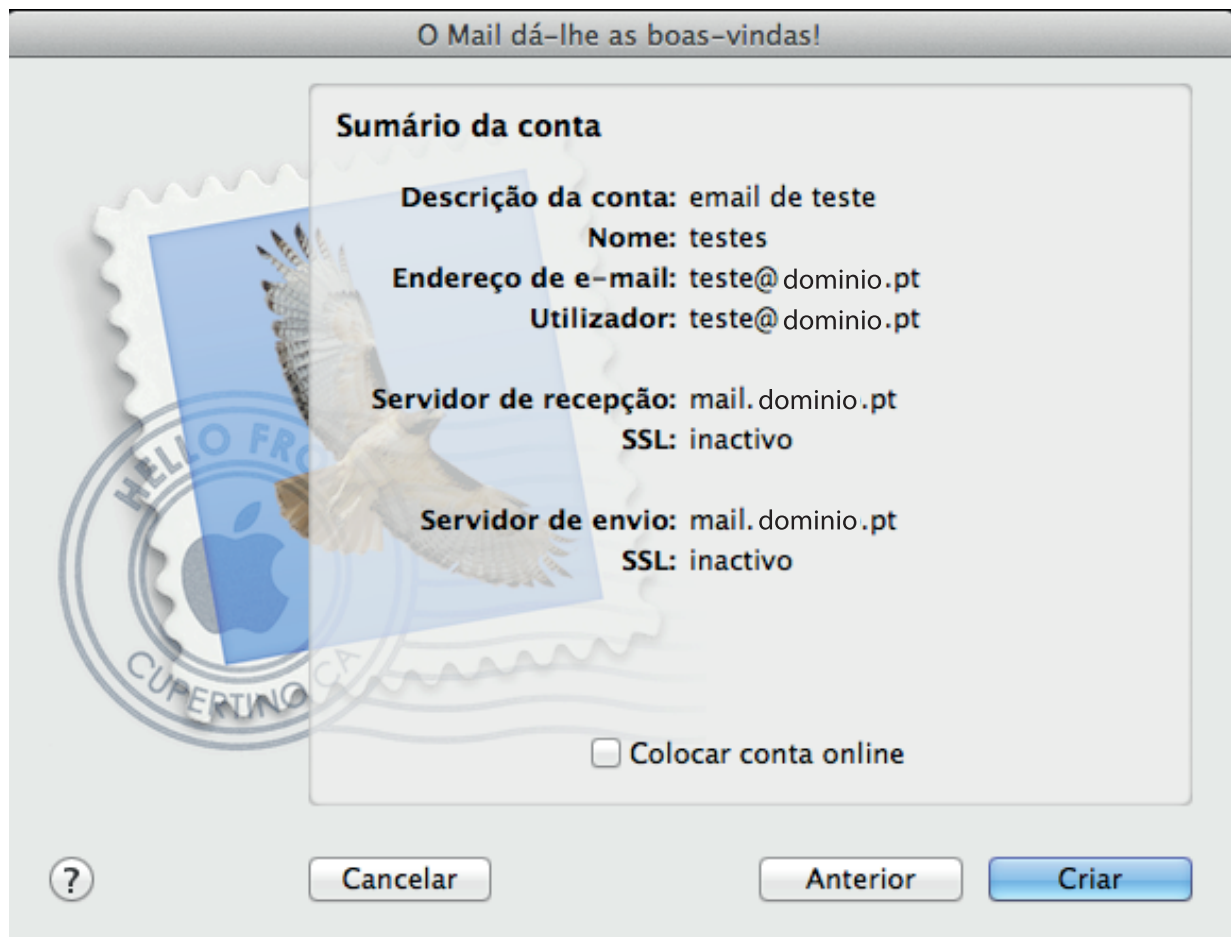 O Mail dá-lhe as boas-vindas!
Sumário da conta
Descrição da conta: email de teste
Nome: testes
Endereço de e-mail: teste@dominio.pt
Utilizador: teste@dominio.pt
Servidor de recepção: mail.dominio.pt
SSL: inactivo
Servidor de envio: mail.dominio.pt
SSL: inactivo
HELLO FRO
CUPERTINO CA
Colocar conta online
? Cancelar Anterior Criar